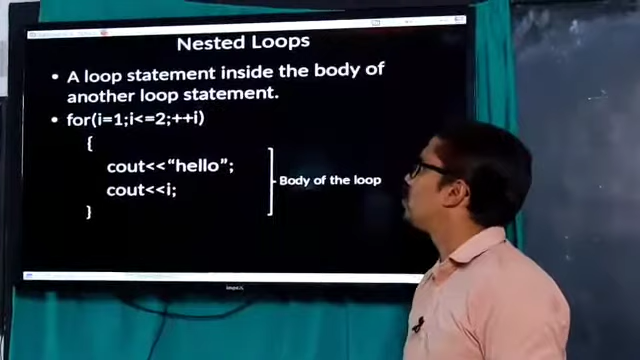 Nested Loops
• A loop statement inside the body of
another loop statement.
• for(i=1;i<=2;++i)
{
cout<<“hello”;
cout<<i;
}
Body of the loop